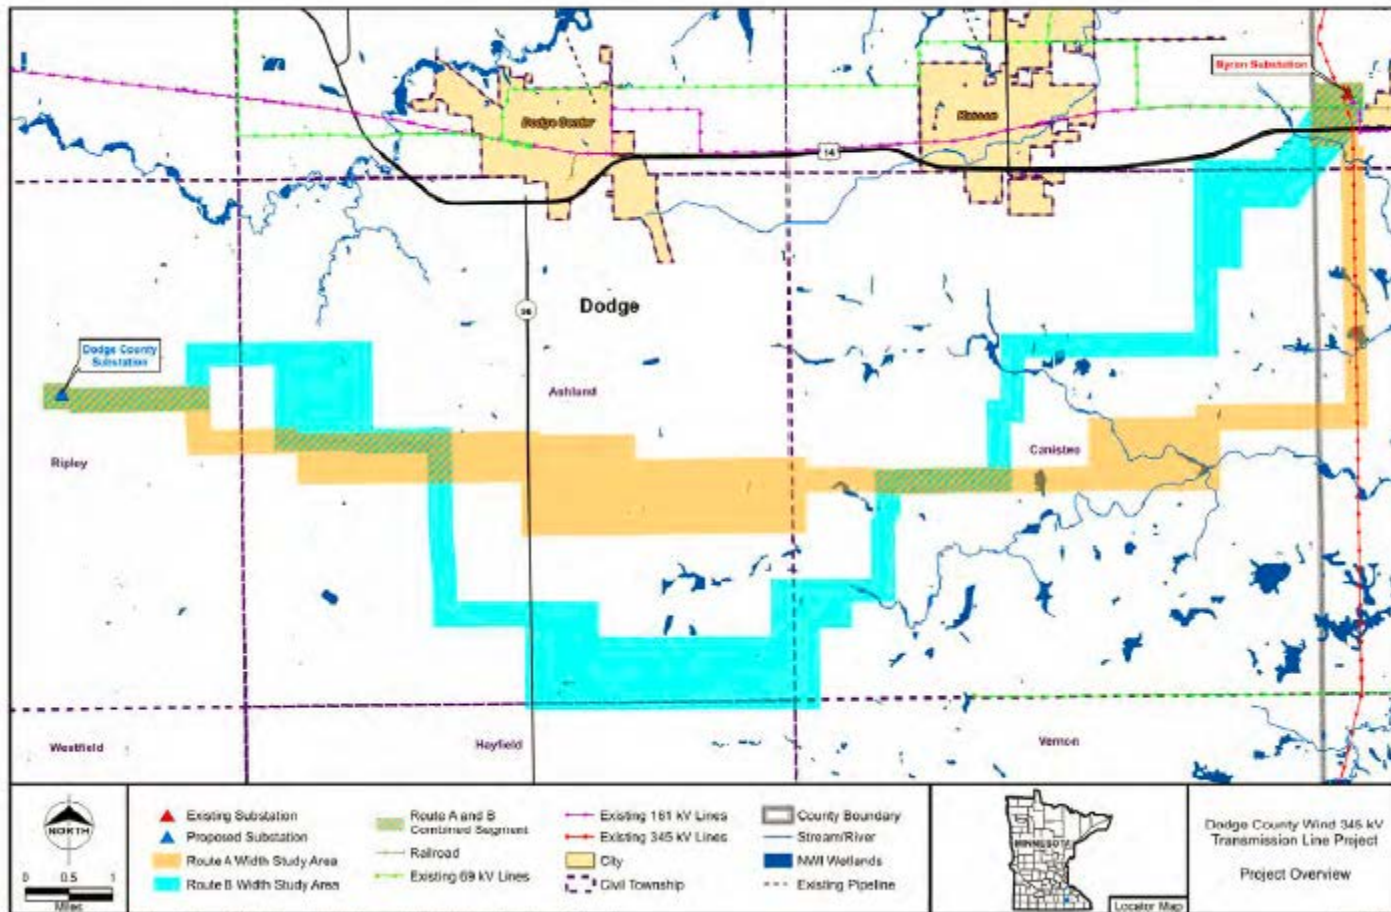 Byron Substation
Dodge Center
Kasson
14
Dodge County
Substation
56
Dodge
Ashland
Ripley
Canisteo
Westfield
Hayfield
Vernon
NORTH
0 0.5 1
Miles
Existing Substation
Proposed Substation
Route A Width Study Area
Route B Width Study Area
Route A and B
Combined Segment
Railroad
Existing 69 kV Lines
Existing 161 kV Lines
Existing 345 kV Lines
City
Civil Township
County Boundary
Stream/River
NWI Wetlands
Existing Pipeline
MINNESOTA
Locator Map
Dodge County Wind 345 kV
Transmission Line Project
Project Overview